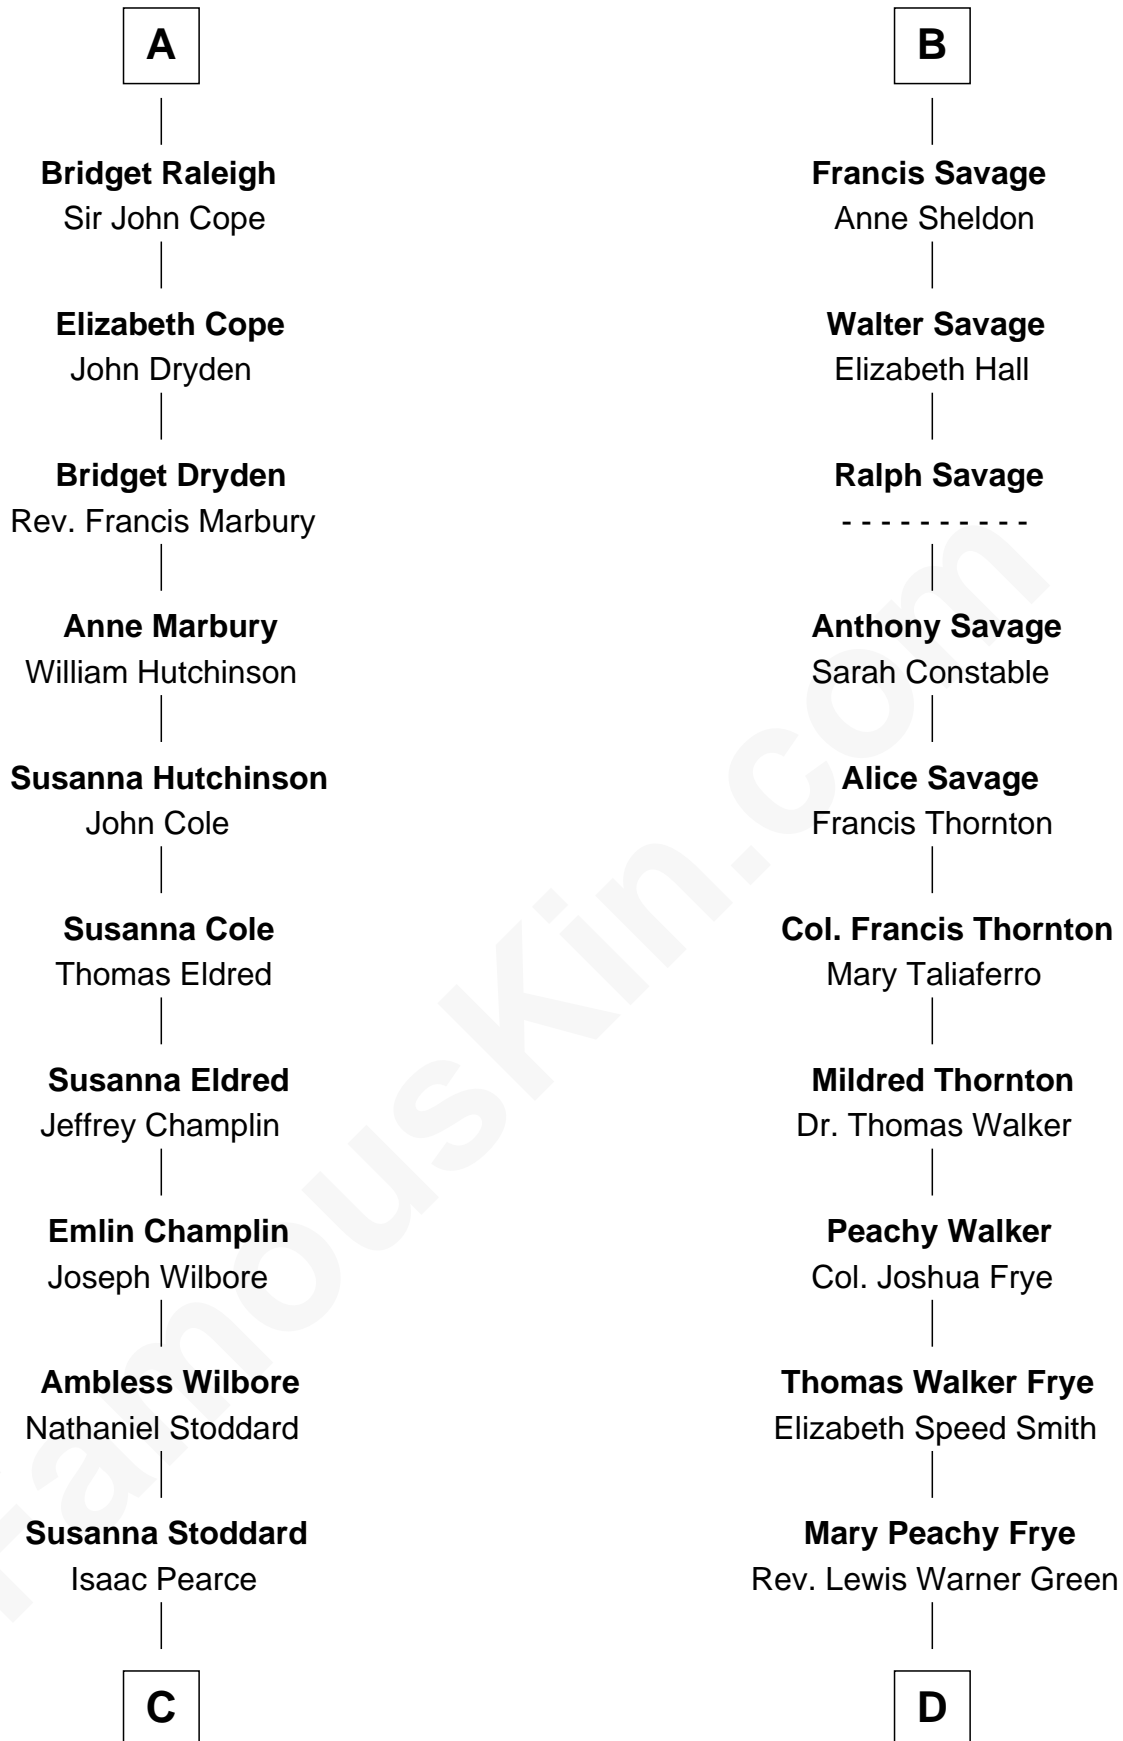 A
Bridget Raleigh
Sir John Cope
Elizabeth Cope
John Dryden
Bridget Dryden
Rev. Francis Marbury
Anne Marbury
William Hutchinson
Susanna Hutchinson
John Cole
Susanna Cole
Thomas Eldred
Susanna Eldred
Jeffrey Champlin
Emlin Champlin
Joseph Wilbore
Ambless Wilbore
Nathaniel Stoddard
Susanna Stoddard
Isaac Pearce
C
B
Francis Savage
Anne Sheldon
Walter Savage
Elizabeth Hall
Ralph Savage
- - - - - - - - - -
Anthony Savage
Sarah Constable
Alice Savage
Francis Thornton
Col. Francis Thornton
Mary Taliaferro
Mildred Thornton
Dr. Thomas Walker
Peachy Walker
Col. Joshua Frye
Thomas Walker Frye
Elizabeth Speed Smith
Mary Peachy Frye
Rev. Lewis Warner Green
D
FamousKin.com